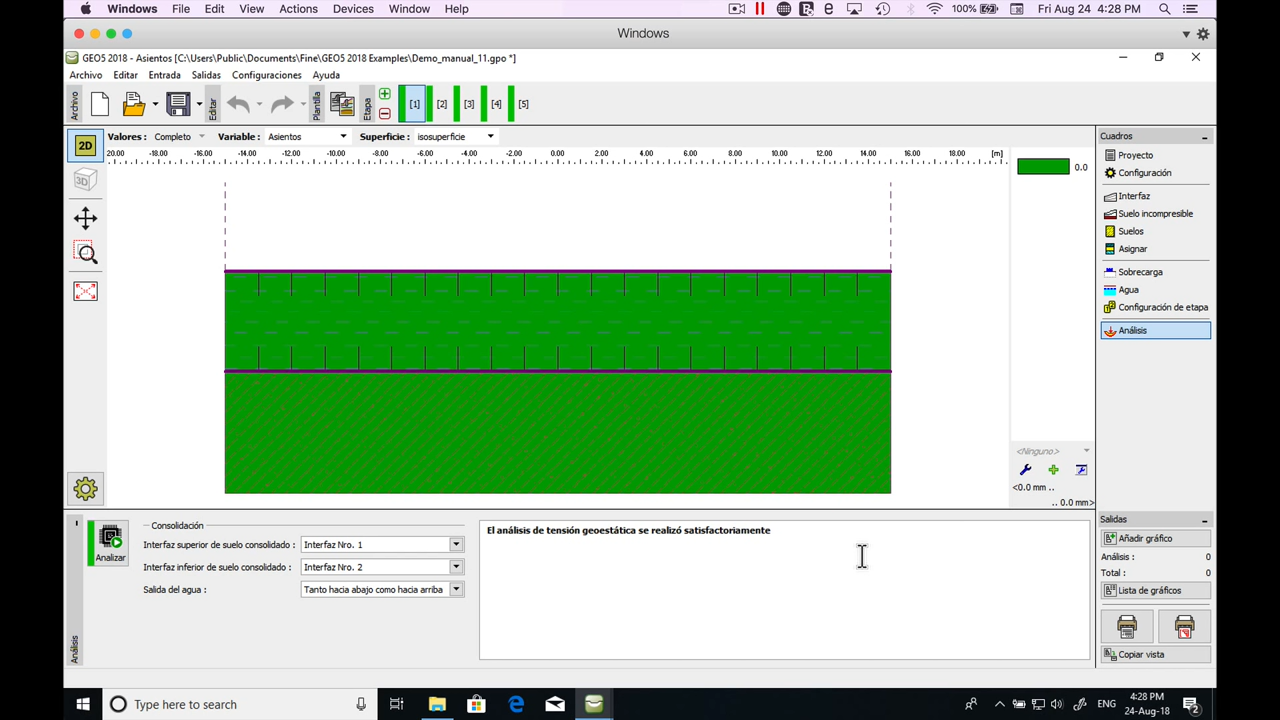 Windows File Edit View Actions Devices Window Help 100% Fri Aug 24 4:28 PM
Windows
GEO5 2018 - Asientos [C:\Users\Public\Documents\Fine\GEO5 2018 Examples\Demo_manual_11.gpo *]
Archivo Editar Entrada Salidas Configuraciones Ayuda
Archivo Editar Plantilla Etapa [1] [2] [3] [4] [5]
2D Valores : Completo Variable : Asientos Superficie : isosuperficie
20.00 -18.00 -16.00 -14.00 -12.00 -10.00 -8.00 -6.00 -4.00 -2.00 0.00 2.00 4.00 6.00 8.00 10.00 12.00 14.00 16.00 18.00 [m]
3D
0.0
Cuadros
Proyecto
Configuración
Interfaz
Suelo incompresible
Suelos
Asignar
Sobrecarga
Agua
Configuración de etapa
Análisis
<Ninguno.>
<0.0 mm ..
.. 0.0 mm>
Análisis
Analizar
Consolidación
Interfaz superior de suelo consolidado : Interfaz Nro. 1
Interfaz inferior de suelo consolidado : Interfaz Nro. 2
Salida del agua : Tanto hacia abajo como hacia arriba
El análisis de tensión geoestática se realizó satisfactoriamente
Salidas
Añadir gráfico
Análisis : 0
Total : 0
Lista de gráficos
Copiar vista
Type here to search
ENG
4:28 PM
24-Aug-18
2